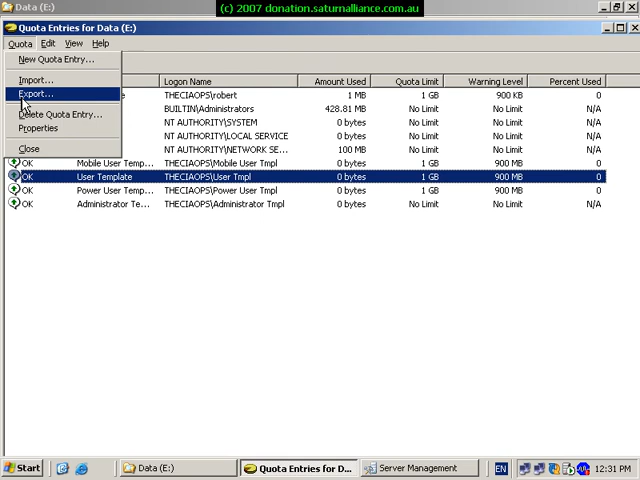 (c) 2007 donation.saturnalliance.com.au
Data (E:)
Quota Entries for Data (E:)
Quota Edit View Help
New Quota Entry...
Import...
Export...
Delete Quota Entry...
Properties
Close
Logon Name Amount Used Quota Limit Warning Level Percent Used
e THECIAOPS\robert 1 MB 1 GB 900 KB 0
BUILTIN\Administrators 428.81 MB No Limit No Limit N/A
NT AUTHORITY\SYSTEM 0 bytes No Limit No Limit N/A
NT AUTHORITY\LOCAL SERVICE 0 bytes No Limit No Limit N/A
NT AUTHORITY\NETWORK SE... 100 MB No Limit No Limit N/A
OK Mobile User Temp... THECIAOPS\Mobile User Tmpl 0 bytes 1 GB 900 MB 0
OK User Template THECIAOPS\User Tmpl 0 bytes 1 GB 900 MB 0
OK Power User Temp... THECIAOPS\Power User Tmpl 0 bytes 1 GB 900 MB 0
OK Administrator Te... THECIAOPS\Administrator Tmpl 0 bytes No Limit No Limit N/A
Start Data (E:) Quota Entries for D... Server Management EN 12:31 PM